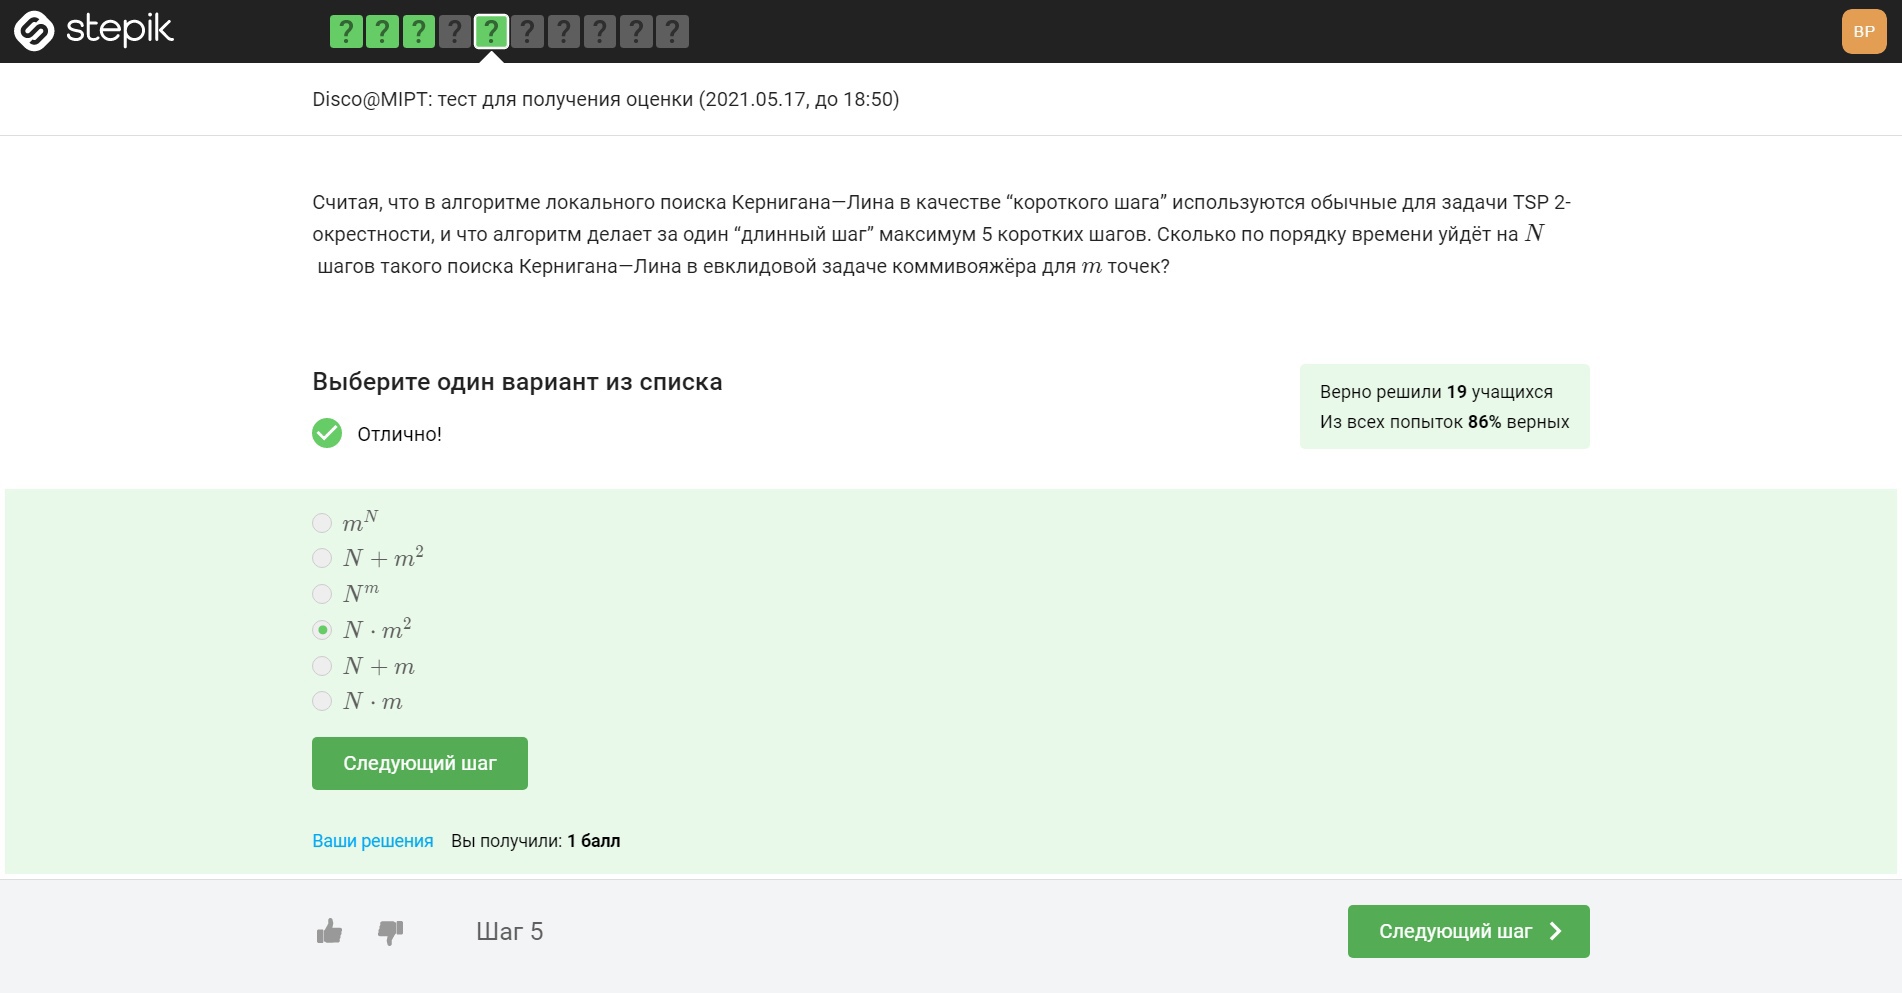 stepik
? ? ? ? ? ? ? ? ? ?
BP
Disco@MIPT: тест для получения оценки (2021.05.17, до 18:50)
Считая, что в алгоритме локального поиска Кернигана—Лина в качестве “короткого шага” используются обычные для задачи TSP 2-
окрестности, и что алгоритм делает за один “длинный шаг” максимум 5 коротких шагов. Сколько по порядку времени уйдёт на N
шагов такого поиска Кернигана—Лина в евклидовой задаче коммивояжёра для m точек?
Выберите один вариант из списка
Отлично!
Верно решили 19 учащихся
Из всех попыток 86% верных
m^N
N + m^2
N^m
N · m^2
N + m
N · m
Следующий шаг
Ваши решения Вы получили: 1 балл
Шаг 5
Следующий шаг